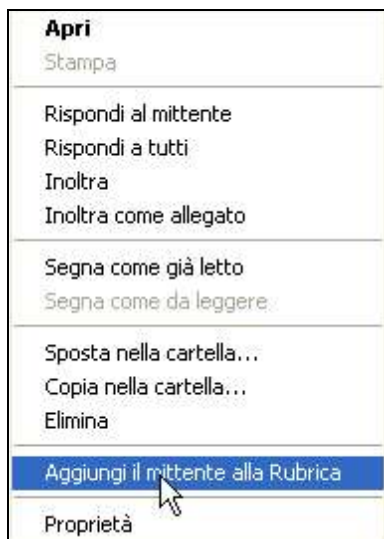 Apri
Stampa
Rispondi al mittente
Rispondi a tutti
Inoltra
Inoltra come allegato
Segna come già letto
Segna come da leggere
Sposta nella cartella...
Copia nella cartella...
Elimina
Aggiungi il mittente alla Rubrica
Proprietà